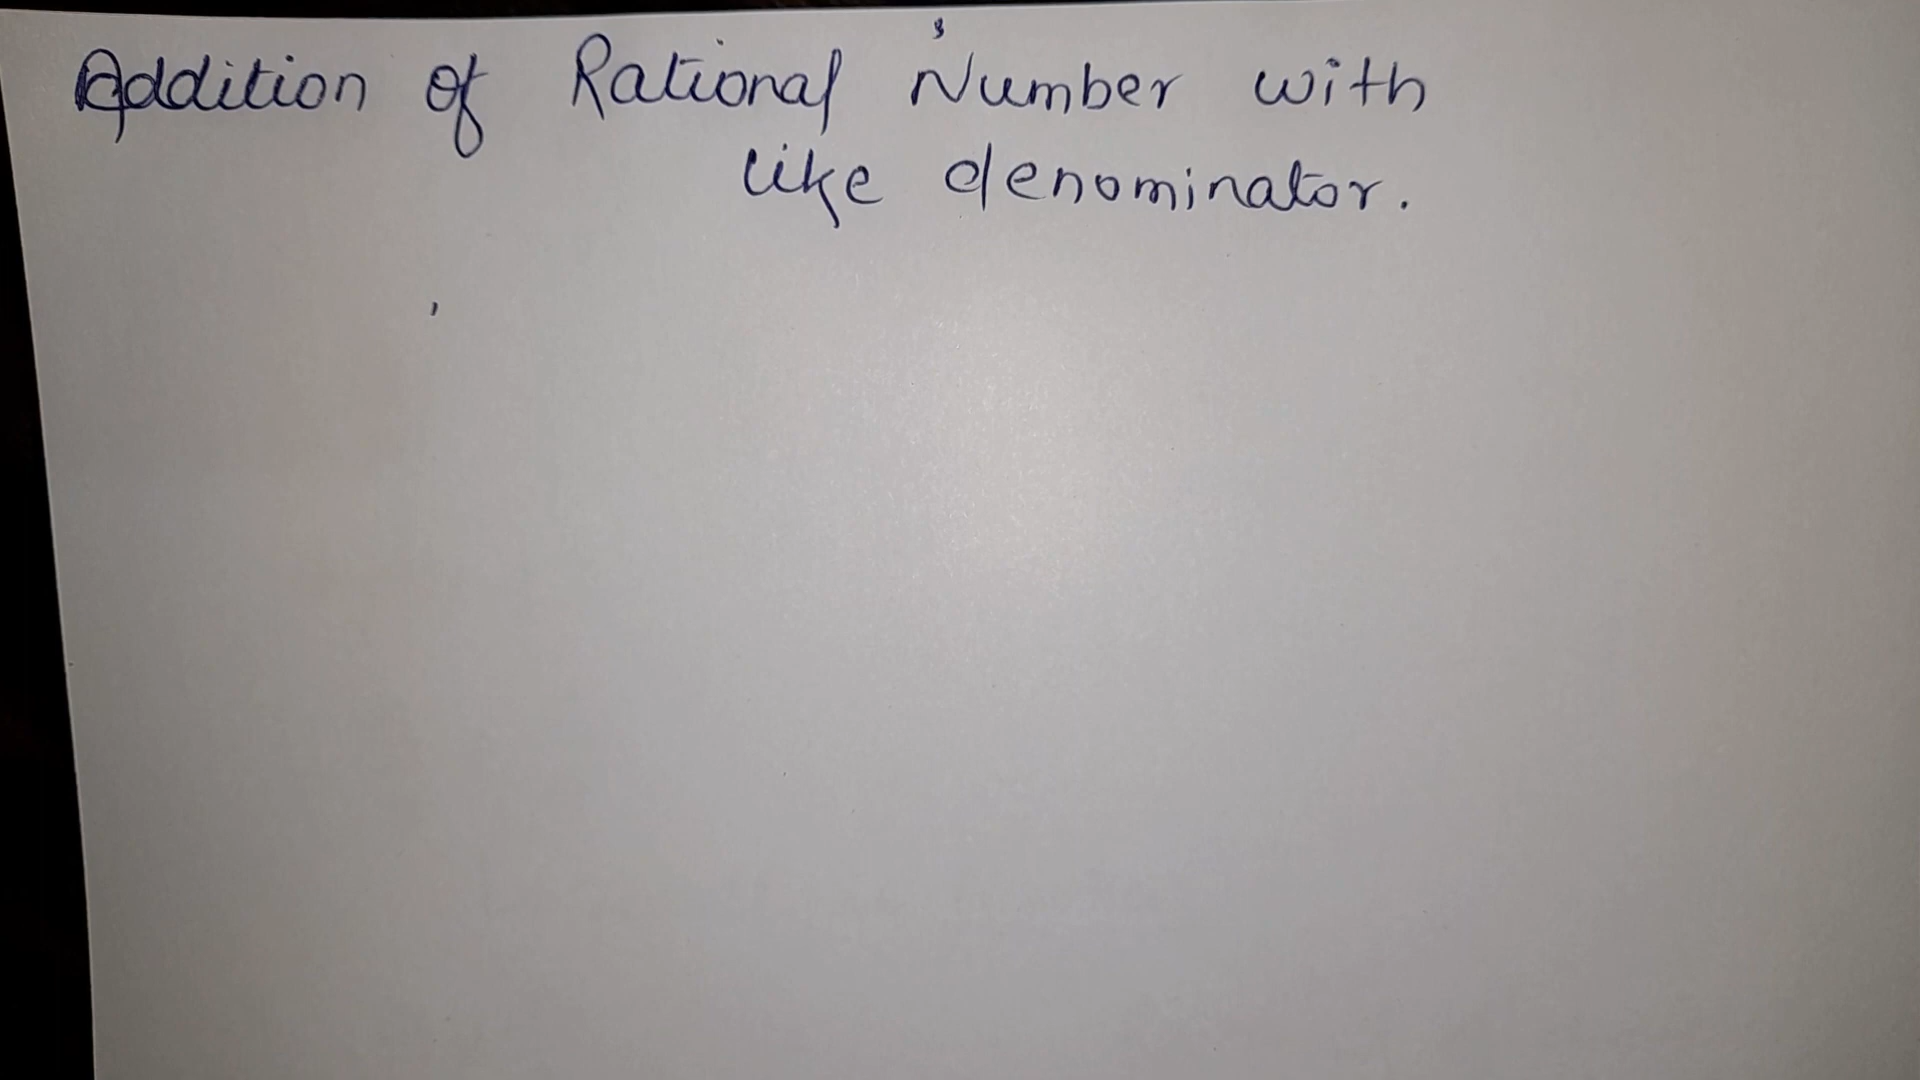 Addition of Rational Number with
like denominator.